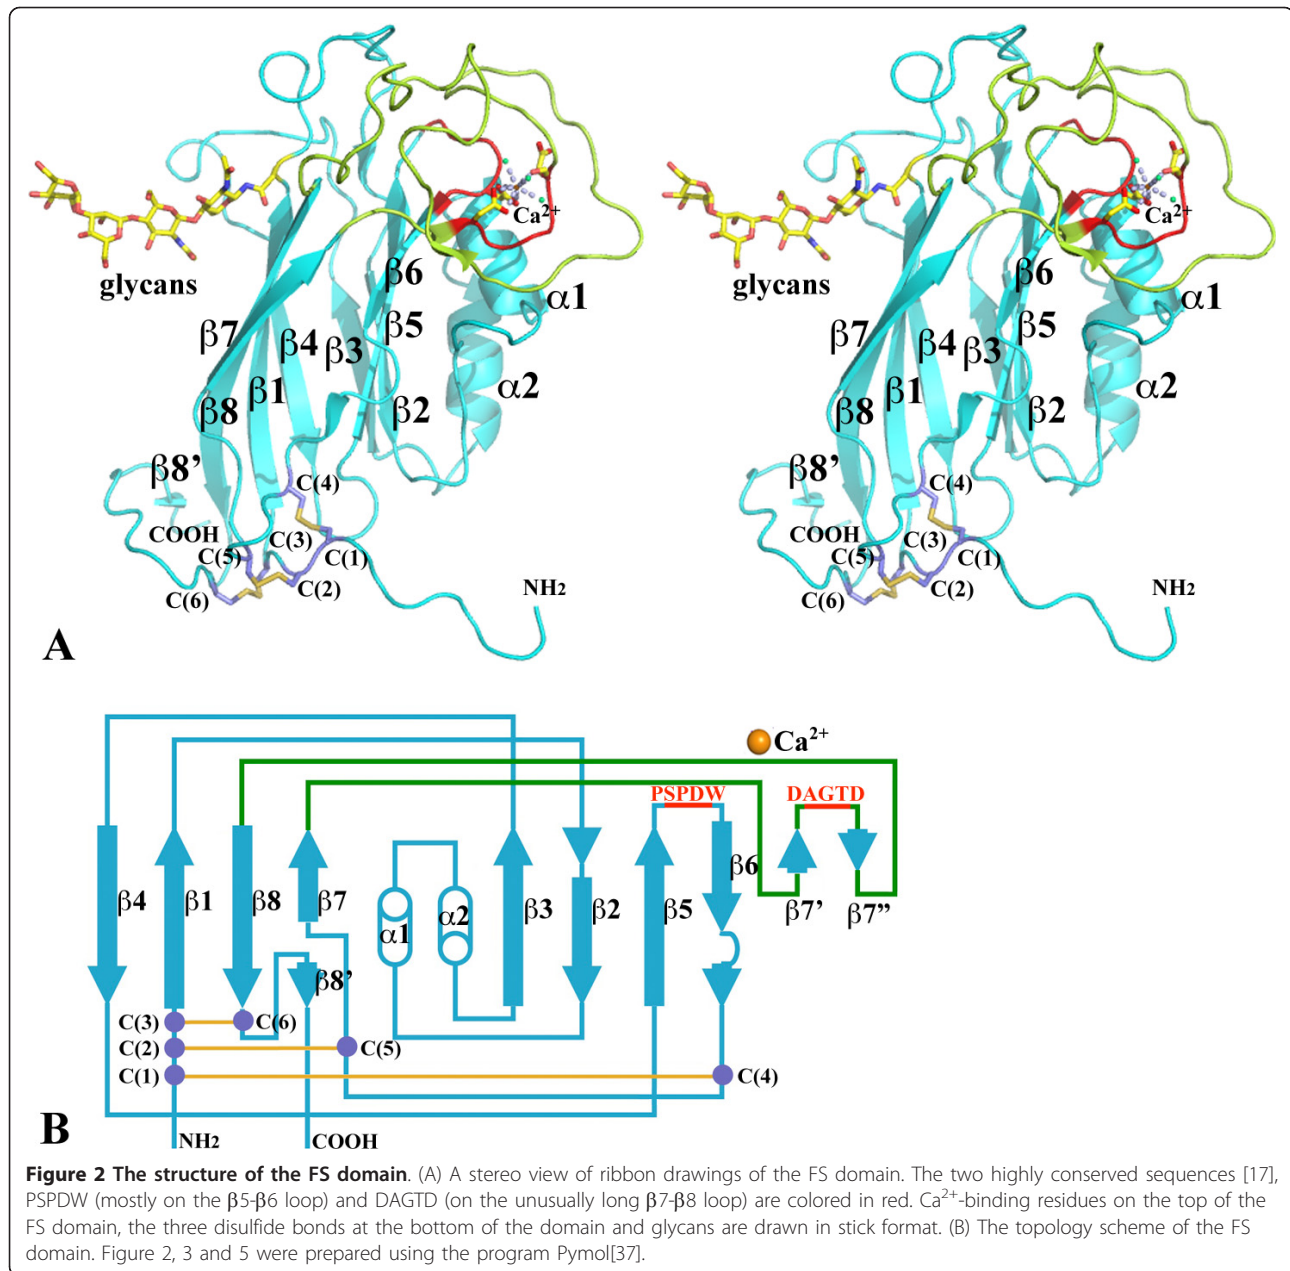 glycans
Ca²⁺
β6
α1
β7
β5
β4
β3
α2
β1
β8
β2
β8’
C(4)
COOH
C(3)
C(5)
C(1)
C(2)
C(6)
NH2
A
glycans
Ca²⁺
β6
α1
β7
β5
β4
β3
α2
β1
β8
β2
β8’
C(4)
COOH
C(3)
C(5)
C(1)
C(2)
C(6)
NH2
Ca²⁺
PSPDW
DAGTD
β6
β4
β1
β8
β7
α1
α2
β3
β2
β5
β7’
β7”
β8’
C(3)
C(6)
C(2)
C(5)
C(1)
C(4)
B
NH2
COOH
Figure 2 The structure of the FS domain. (A) A stereo view of ribbon drawings of the FS domain. The two highly conserved sequences [17],
PSPDW (mostly on the β5-β6 loop) and DAGTD (on the unusually long β7-β8 loop) are colored in red. Ca²⁺-binding residues on the top of the
FS domain, the three disulfide bonds at the bottom of the domain and glycans are drawn in stick format. (B) The topology scheme of the FS
domain. Figure 2, 3 and 5 were prepared using the program Pymol[37].